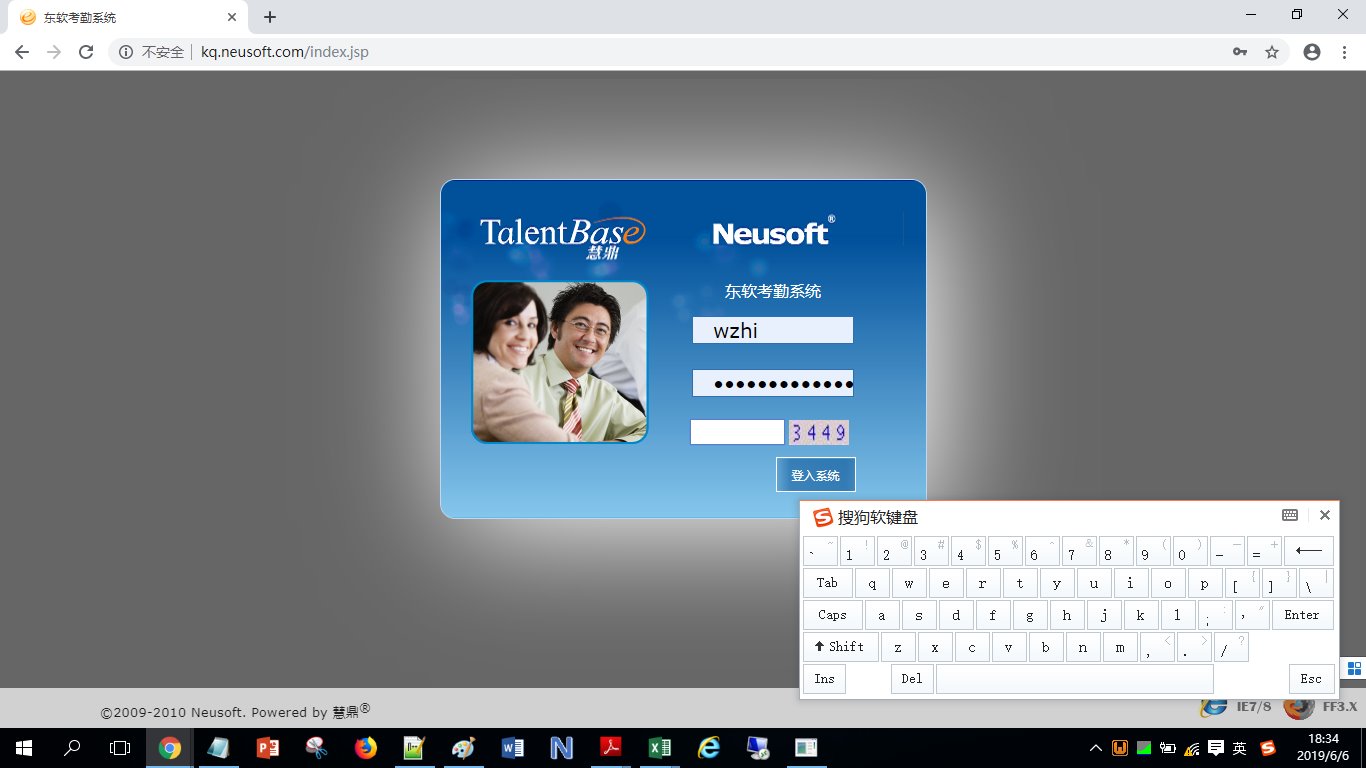 东软考勤系统
不安全 kq.neusoft.com/index.jsp
TalentBase
慧鼎
Neusoft®
东软考勤系统
wzhi
•••••••••••••
3449
登入系统
搜狗软键盘
` ~ 1 ! 2 @ 3 # 4 $ 5 % 6 ^ 7 & 8 * 9 ( 0 ) - _ = +
Tab q w e r t y u i o p [ { ] } \ |
Caps a s d f g h j k l ; : ' " Enter
Shift z x c v b n m , < . > / ?
Ins Del Esc
©2009-2010 Neusoft. Powered by 慧鼎®
IE7/8 FF3.X
英
18:34
2019/6/6